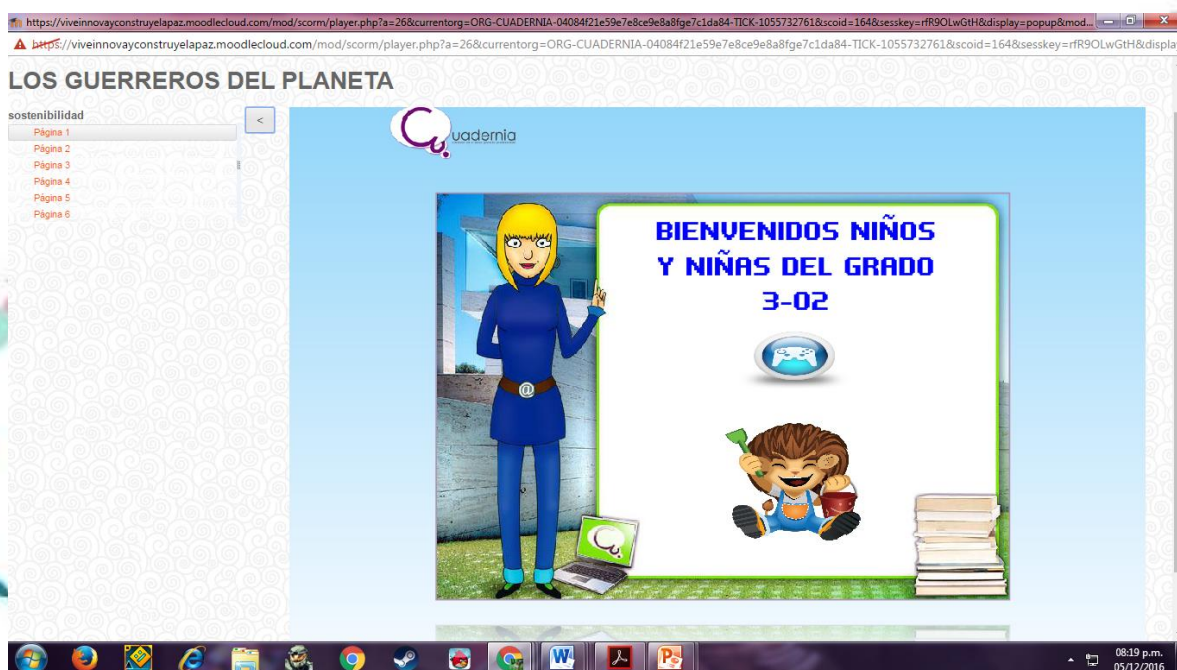 https://viveinnovayconstruyelapaz.moodlecloud.com/mod/scorm/player.php?a=26&currentorg=ORG-CUADERNIA-04084f21e59e7e8ce9e8a8fge7c1da84-TICK-1055732761&scoid=164&sesskey=rfR9OLwGtH&display=popup&mod...
https://viveinnovayconstruyelapaz.moodlecloud.com/mod/scorm/player.php?a=26&currentorg=ORG-CUADERNIA-04084f21e59e7e8ce9e8a8fge7c1da84-TICK-1055732761&scoid=164&sesskey=rfR9OLwGtH&displa
LOS GUERREROS DEL PLANETA
sostenibilidad
<
Página 1
Página 2
Página 3
Página 4
Página 5
Página 6
Cuadernia
BIENVENIDOS NIÑOS
Y NIÑAS DEL GRADO
3-02
@
Cu.
08:19 p.m.
05/12/2016